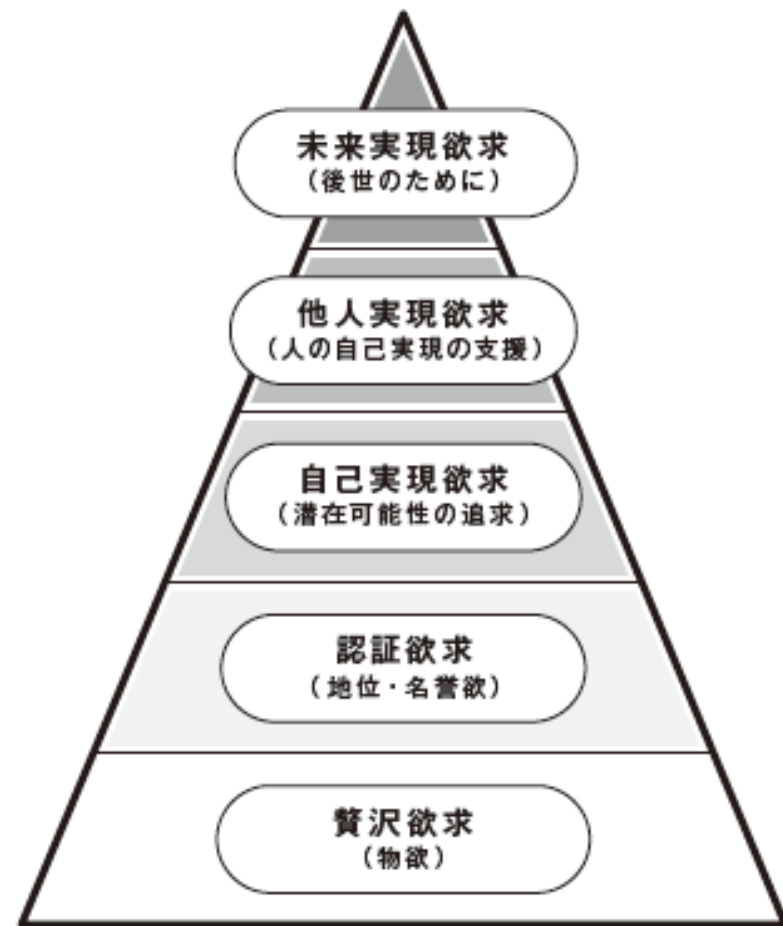 未来実現欲求
（後世のために）
他人実現欲求
（人の自己実現の支援）
自己実現欲求
（潜在可能性の追求）
認証欲求
（地位・名誉欲）
贅沢欲求
（物欲）